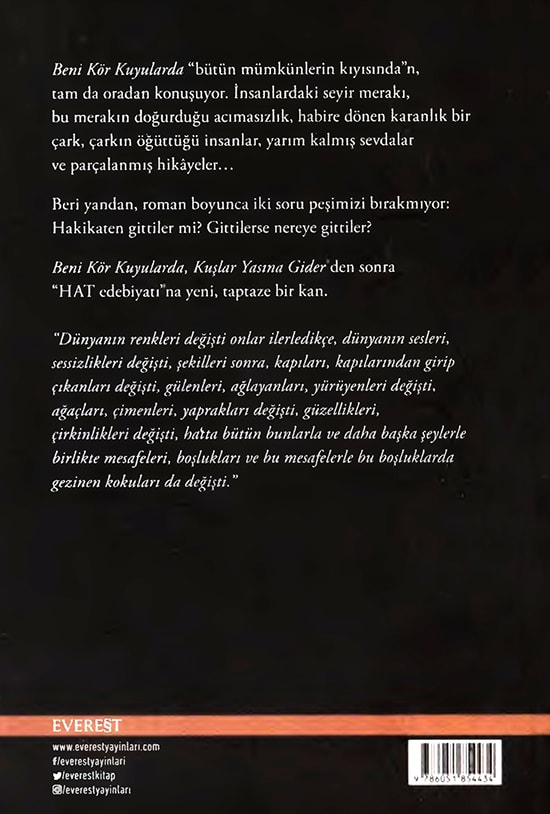 Beni Kör Kuyularda “bütün mümkünlerin kıyısında”n,
tam da oradan konuşuyor. İnsanlardaki seyir merakı,
bu merakın doğurduğu acımasızlık, habire dönen karanlık bir
çark, çarkın öğüttüğü insanlar, yarım kalmış sevdalar
ve parçalanmış hikâyeler...
Beri yandan, roman boyunca iki soru peşimizi bırakmıyor:
Hakikaten gittiler mi? Gittilerse nereye gittiler?
Beni Kör Kuyularda, Kuşlar Yasına Gider'den sonra
“HAT edebiyatı”na yeni, taptaze bir kan.
“Dünyanın renkleri değişti onlar ilerledikçe, dünyanın sesleri,
sessizlikleri değişti, şekilleri sonra, kapıları, kapılarından girip
çıkanları değişti, gülenleri, ağlayanları, yürüyenleri değişti,
ağaçları, çimenleri, yaprakları değişti, güzellikleri,
çirkinlikleri değişti, hatta bütün bunlarla ve daha başka şeylerle
birlikte mesafeleri, boşlukları ve bu mesafelerle bu boşluklarda
gezinen kokuları da değişti.”
EVEREST
www.everestyayinlari.com
/everestyayinlari
/everestkitap
/everestyayınları
9 786051 854434